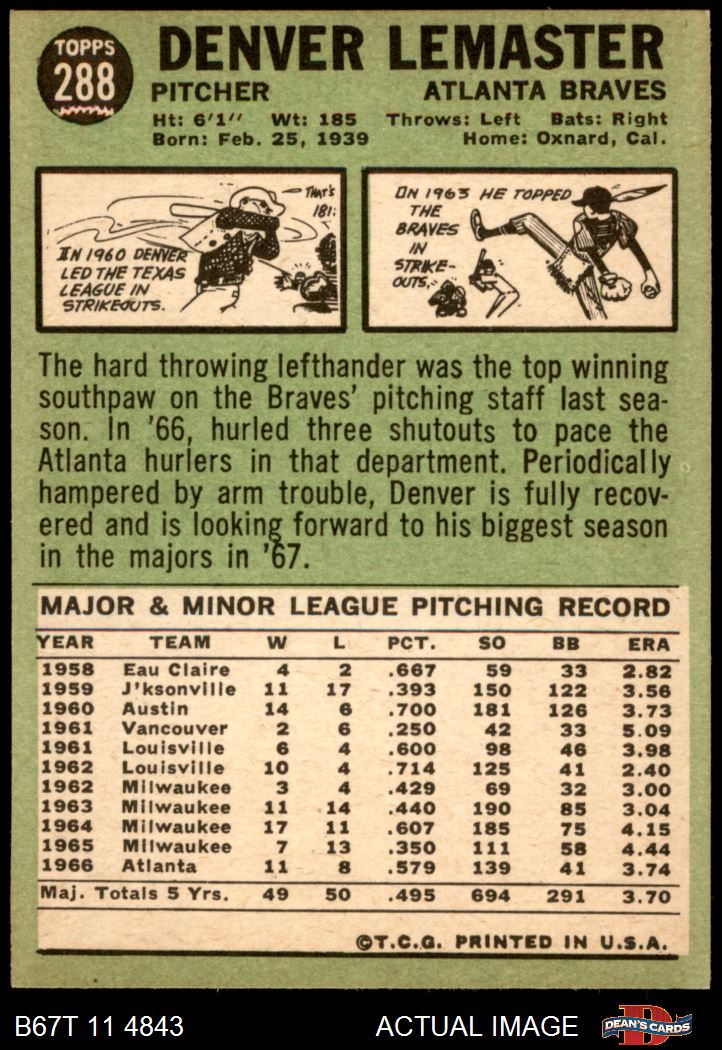 TOPPS
288
DENVER LEMASTER
PITCHER ATLANTA BRAVES
Ht: 6'1" Wt: 185 Throws: Left Bats: Right
Born: Feb. 25, 1939 Home: Oxnard, Cal.
THAT'S
181!
IN 1960 DENVER
LED THE TEXAS
LEAGUE IN
STRIKEOUTS.
IN 1963 HE TOPPED
THE
BRAVES
IN
STRIKE-
OUTS.
The hard throwing lefthander was the top winning
southpaw on the Braves' pitching staff last sea-
son. In '66, hurled three shutouts to pace the
Atlanta hurlers in that department. Periodically
hampered by arm trouble, Denver is fully recov-
ered and is looking forward to his biggest season
in the majors in '67.
MAJOR & MINOR LEAGUE PITCHING RECORD
YEAR TEAM W L PCT. SO BB ERA
1958 Eau Claire 4 2 .667 59 33 2.82
1959 J'ksonville 11 17 .393 150 122 3.56
1960 Austin 14 6 .700 181 126 3.73
1961 Vancouver 2 6 .250 42 33 5.09
1961 Louisville 6 4 .600 98 46 3.98
1962 Louisville 10 4 .714 125 41 2.40
1962 Milwaukee 3 4 .429 69 32 3.00
1963 Milwaukee 11 14 .440 190 85 3.04
1964 Milwaukee 17 11 .607 185 75 4.15
1965 Milwaukee 7 13 .350 111 58 4.44
1966 Atlanta 11 8 .579 139 41 3.74
Maj. Totals 5 Yrs. 49 50 .495 694 291 3.70
©T.C.G. PRINTED IN U.S.A.
B67T 11 4843 ACTUAL IMAGE
D
DEAN'S CARDS